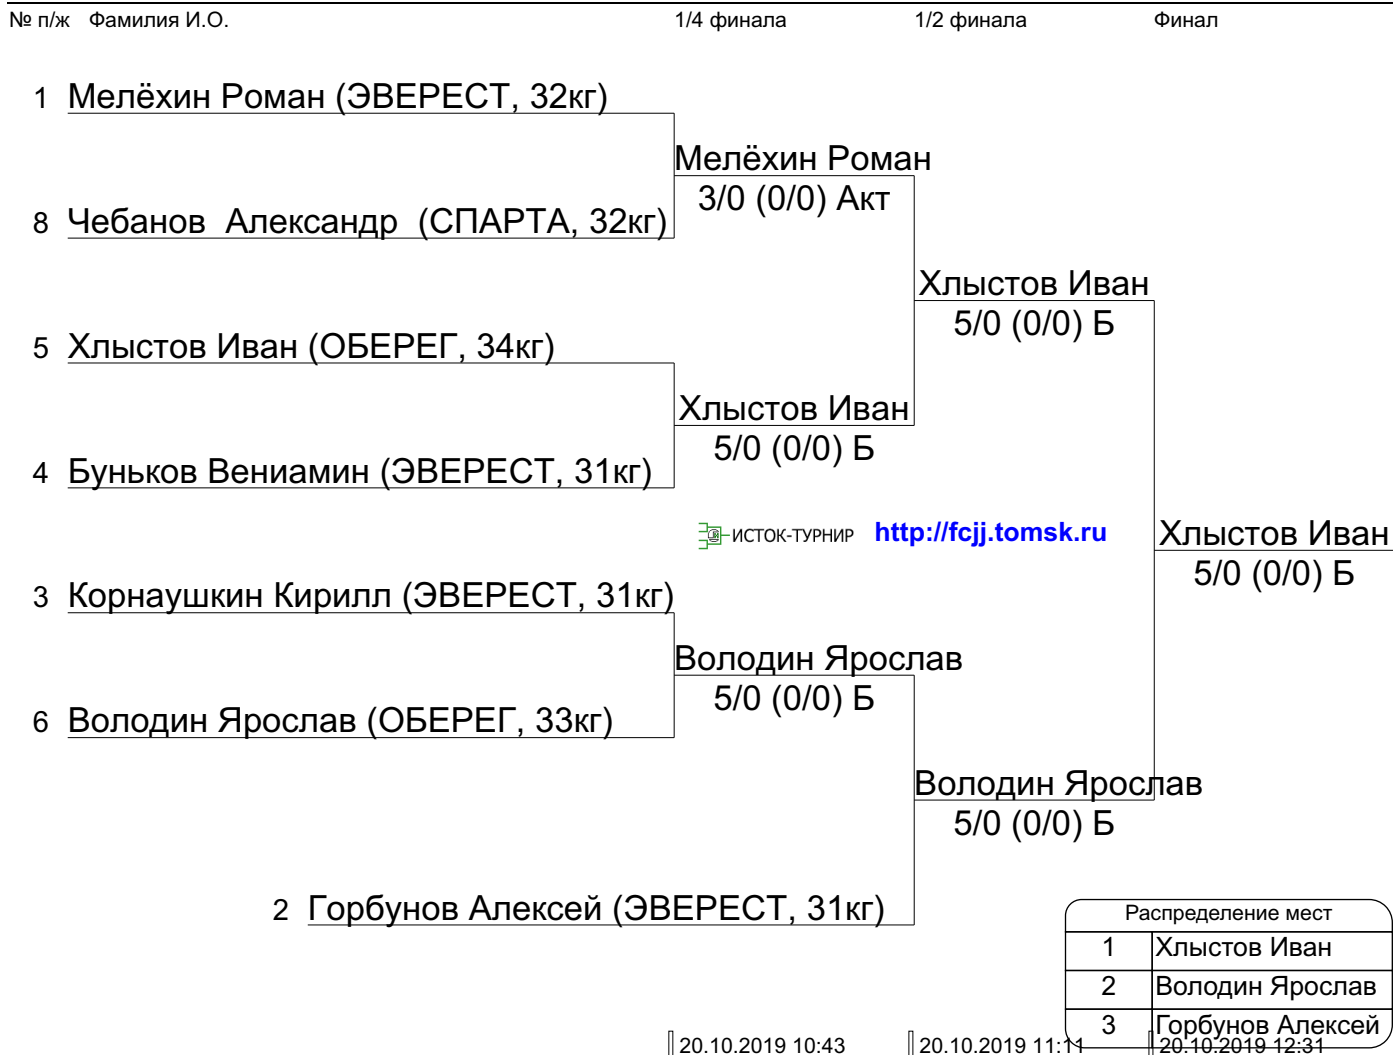 № п/ж Фамилия И.О. 1/4 финала 1/2 финала Финал
1 Мелёхин Роман (ЭВЕРЕСТ, 32кг)
Мелёхин Роман
3/0 (0/0) Акт
8 Чебанов Александр (СПАРТА, 32кг)
Хлыстов Иван
5/0 (0/0) Б
5 Хлыстов Иван (ОБЕРЕГ, 34кг)
Хлыстов Иван
5/0 (0/0) Б
4 Буньков Вениамин (ЭВЕРЕСТ, 31кг)
ИСТОК-ТУРНИР http://fcjj.tomsk.ru
Хлыстов Иван
5/0 (0/0) Б
3 Корнаушкин Кирилл (ЭВЕРЕСТ, 31кг)
Володин Ярослав
5/0 (0/0) Б
6 Володин Ярослав (ОБЕРЕГ, 33кг)
Володин Ярослав
5/0 (0/0) Б
2 Горбунов Алексей (ЭВЕРЕСТ, 31кг)
Распределение мест
1 Хлыстов Иван
2 Володин Ярослав
3 Горбунов Алексей
20.10.2019 10:43 20.10.2019 11:11 20.10.2019 12:31